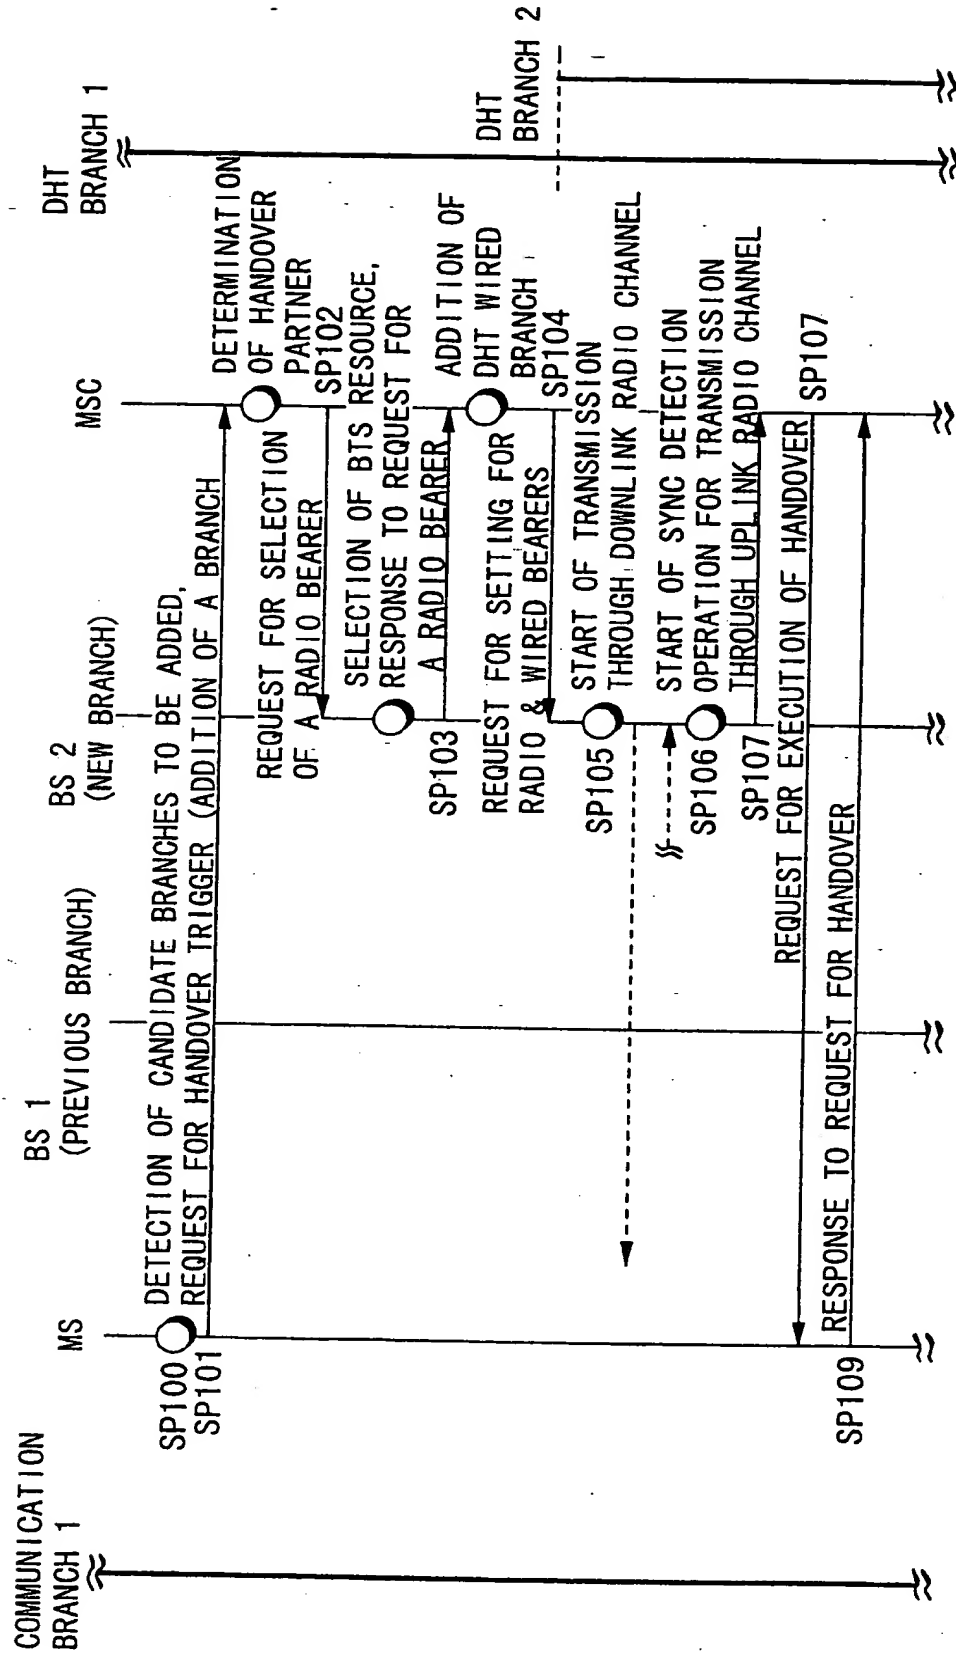 COMMUNICATION
BRANCH 1
MS
BS 1
(PREVIOUS BRANCH)
BS 2
(NEW BRANCH)
MSC
DHT
BRANCH 1
SP100
DETECTION OF CANDIDATE BRANCHES TO BE ADDED,
SP101
REQUEST FOR HANDOVER TRIGGER (ADDITION OF A BRANCH
DETERMINATION
OF HANDOVER
PARTNER
SP102
REQUEST FOR SELECTION
OF A RADIO BEARER
SELECTION OF BTS RESOURCE,
RESPONSE TO REQUEST FOR
A RADIO BEARER
SP103
ADDITION OF
DHT WIRED
BRANCH
SP104
DHT
BRANCH 2
REQUEST FOR SETTING FOR
RADIO & WIRED BEARERS
SP105
START OF TRANSMISSION
THROUGH DOWNLINK RADIO CHANNEL
START OF SYNC DETECTION
SP106
OPERATION FOR TRANSMISSION
THROUGH UPLINK RADIO CHANNEL
SP107
REQUEST FOR EXECUTION OF HANDOVER
SP107
RESPONSE TO REQUEST FOR HANDOVER
SP109